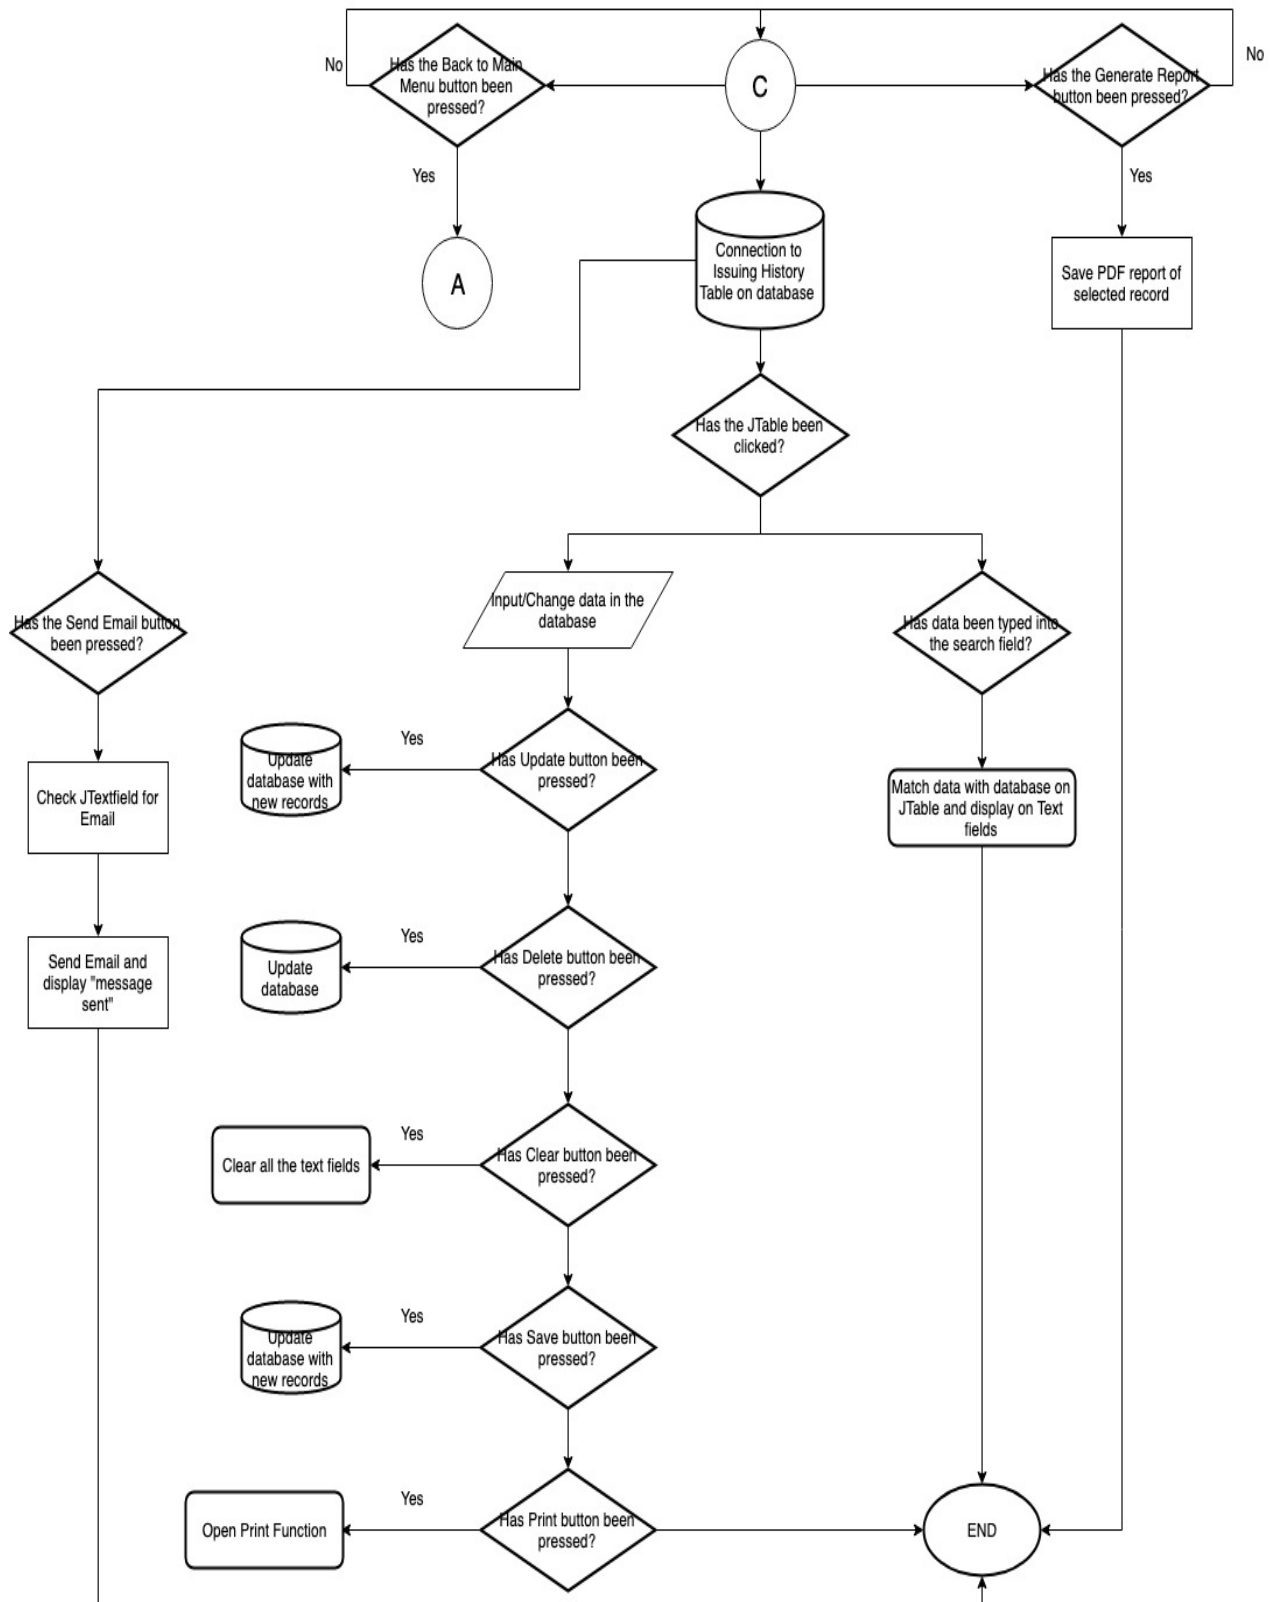 No
Has the Back to Main
Menu button been
pressed?
C
Has the Generate Report
button been pressed?
No
Yes
Yes
A
Connection to
Issuing History
Table on database
Save PDF report of
selected record
Has the JTable been
clicked?
Has the Send Email button
been pressed?
Input/Change data in the
database
Has data been typed into
the search field?
Yes
Update
database with
new records
Has Update button been
pressed?
Check JTextfield for
Email
Match data with database on
JTable and display on Text
fields
Yes
Update
database
Has Delete button been
pressed?
Send Email and
display "message
sent"
Yes
Clear all the text fields
Has Clear button been
pressed?
Yes
Update
database with
new records
Has Save button been
pressed?
Yes
Open Print Function
Has Print button been
pressed?
END